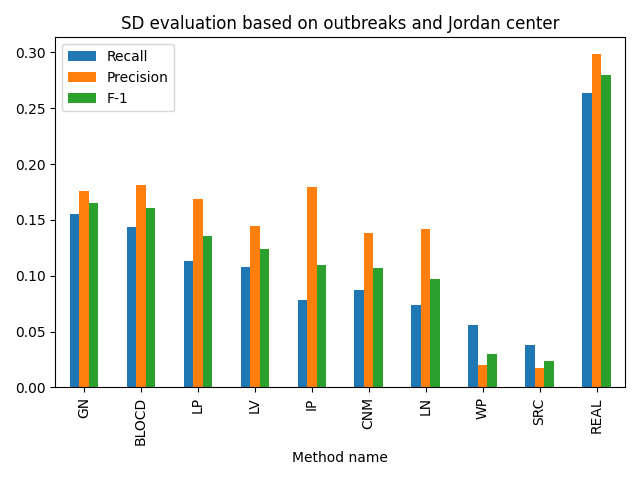 SD evaluation based on outbreaks and Jordan center
Recall
Precision
F-1
0.30
0.25
0.20
0.15
0.10
0.05
0.00
GN
BLOCD
LP
LV
IP
CNM
LN
WP
SRC
REAL
Method name